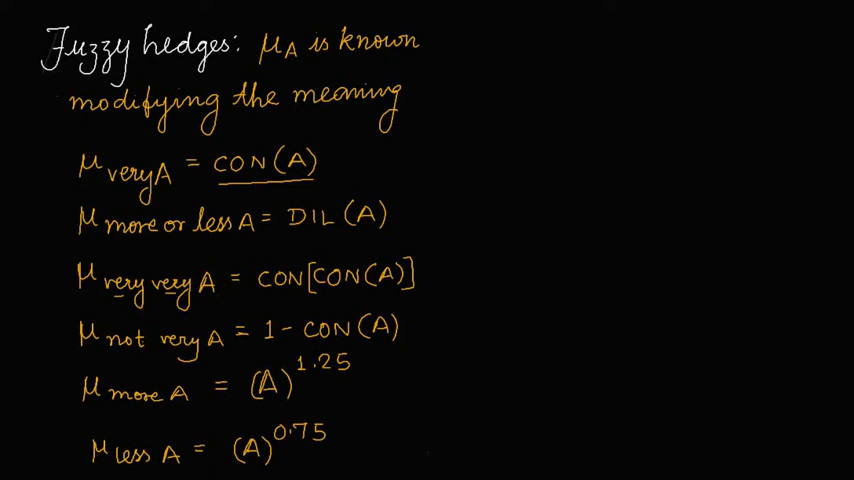 Fuzzy hedges: μA is known
modifying the meaning
μ very A = CON(A)
μ more or less A = DIL(A)
μ very very A = CON[CON(A)]
μ not very A = 1 - CON(A)
μ more A = (A)^1.25
μ less A = (A)^0.75